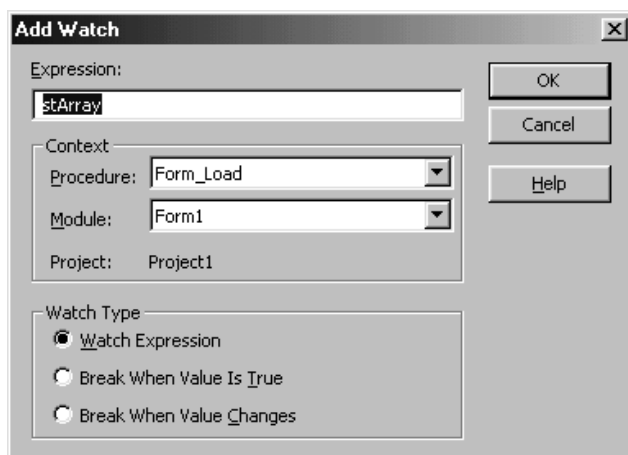 Add Watch
Expression:
stArray
OK
Cancel
Help
Context
Procedure: Form_Load
Module: Form1
Project: Project1
Watch Type
Watch Expression
Break When Value Is True
Break When Value Changes